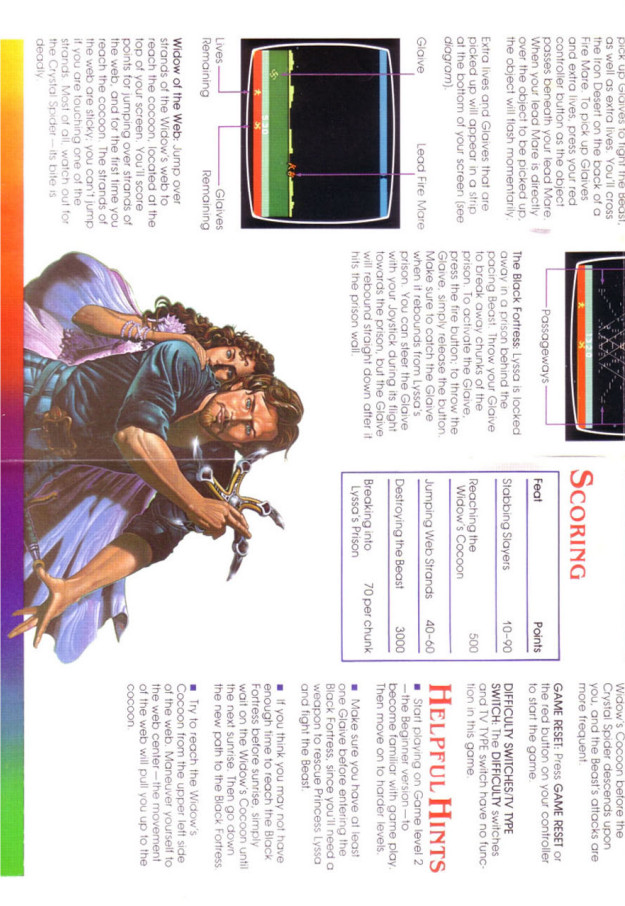 pick up Glaives to fight the Beast,
as well as extra lives. You'll cross
the Iron Desert on the back of a
Fire Mare. To pick up Glaives
and extra lives, press your red
controller button as the object
passes beneath your lead Mare.
When your lead Mare is directly
over the object to be picked up,
the object will flash momentarily.
Extra lives and Glaives that are
picked up will appear in a strip
at the bottom of your screen (see
diagram).
Glaive
Lead Fire Mare
Lives
Remaining
Glaives
Remaining
Widow of the Web: Jump over
strands of the Widow's web to
reach the cocoon, located at the
top of your screen. You'll score
points for jumping over strands of
the web, and for the first time you
reach the cocoon. The strands of
the web are sticky; you can't jump
if you are touching one of the
strands. Most of all, watch out for
the Crystal Spider—its bite is
deadly.
Passageways
The Black Fortress: Lyssa is locked
away in a prison behind the
pacing Beast. Throw your Glaive
to break away chunks of the
prison. To activate the Glaive,
press the fire button; to throw the
Glaive, simply release the button.
Make sure to catch the Glaive
when it rebounds from Lyssa's
prison. You can steer the Glaive
with your Joystick during its flight
towards the prison, but the Glaive
will rebound straight down after it
hits the prison wall.
SCORING
Feat Points
Stabbing Slayers 10-90
Reaching the
Widow's Cocoon 500
Jumping Web Strands 40-60
Destroying the Beast 3000
Breaking into
Lyssa's Prison 70 per chunk
Widow's Cocoon before the
Crystal Spider descends upon
you, and the Beast's attacks are
more frequent.
GAME RESET: Press GAME RESET or
the red button on your controller
to start the game.
DIFFICULTY SWITCHES/TV TYPE
SWITCH: The DIFFICULTY switches
and TV TYPE switch have no func-
tion in this game.
HELPFUL HINTS
■ Start playing on Game level 2
—the Beginner version—to
become familiar with game play.
Then move on to harder levels.
■ Make sure you have at least
one Glaive before entering the
Black Fortress, since you'll need a
weapon to rescue Princess Lyssa
and fight the Beast.
■ If you think you may not have
enough time to reach the Black
Fortress before sunrise, simply
wait on the Widow's Cocoon until
the next sunrise. Then go down
the new path to the Black Fortress
■ Try to reach the Widow's
Cocoon from the upper left side
of the web. Maneuver yourself to
the web center—the movement
of the web will pull you up to the
cocoon.